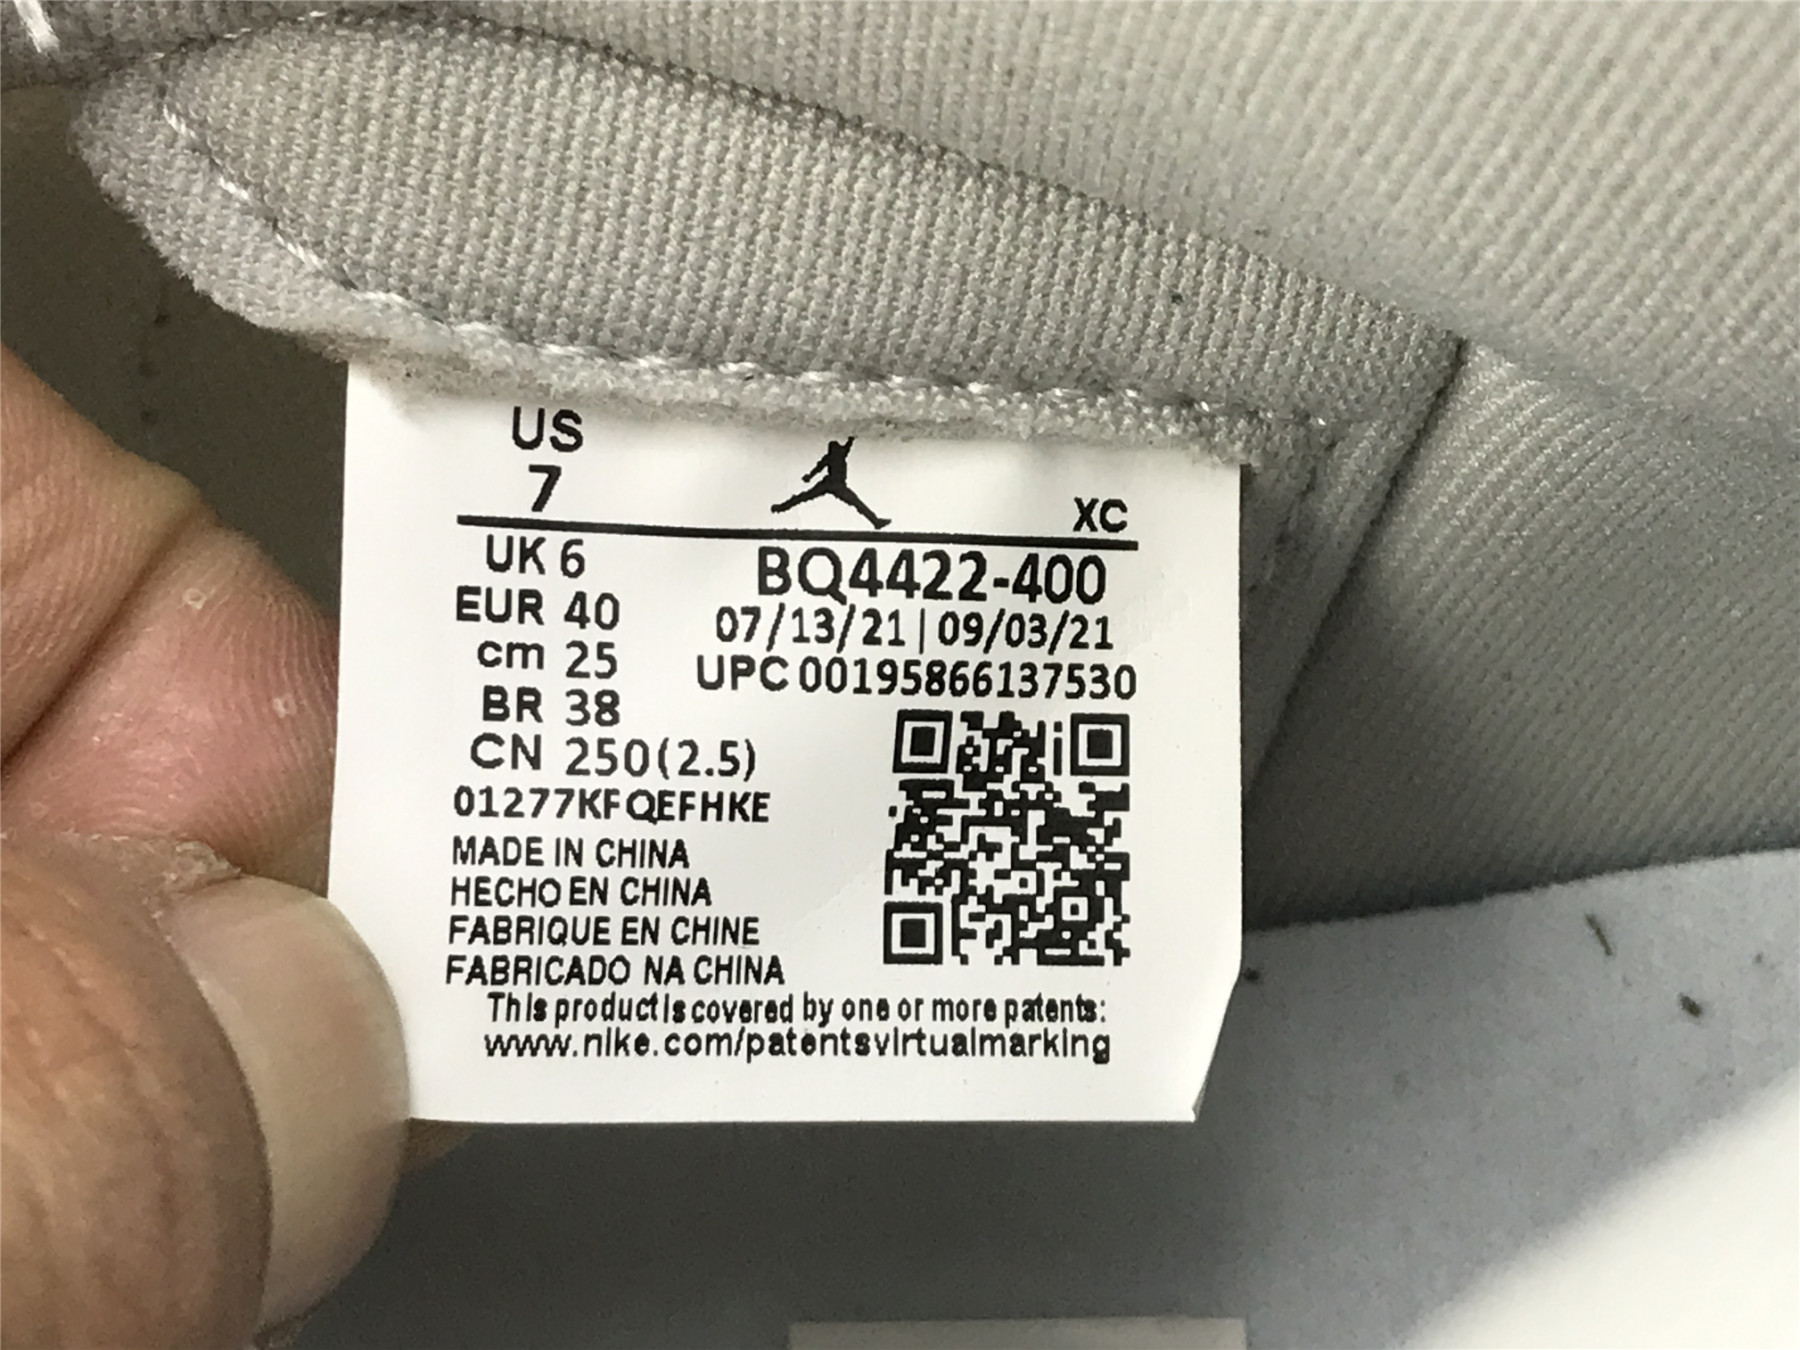 US
7
XC
UK 6
BQ4422-400
EUR 40
07/13/21 | 09/03/21
cm 25
UPC 00195866137530
BR 38
CN 250(2.5)
01277KFQEFHKE
MADE IN CHINA
HECHO EN CHINA
FABRIQUE EN CHINE
FABRICADO NA CHINA
This product is covered by one or more patents:
www.nike.com/patentsvirtualmarking